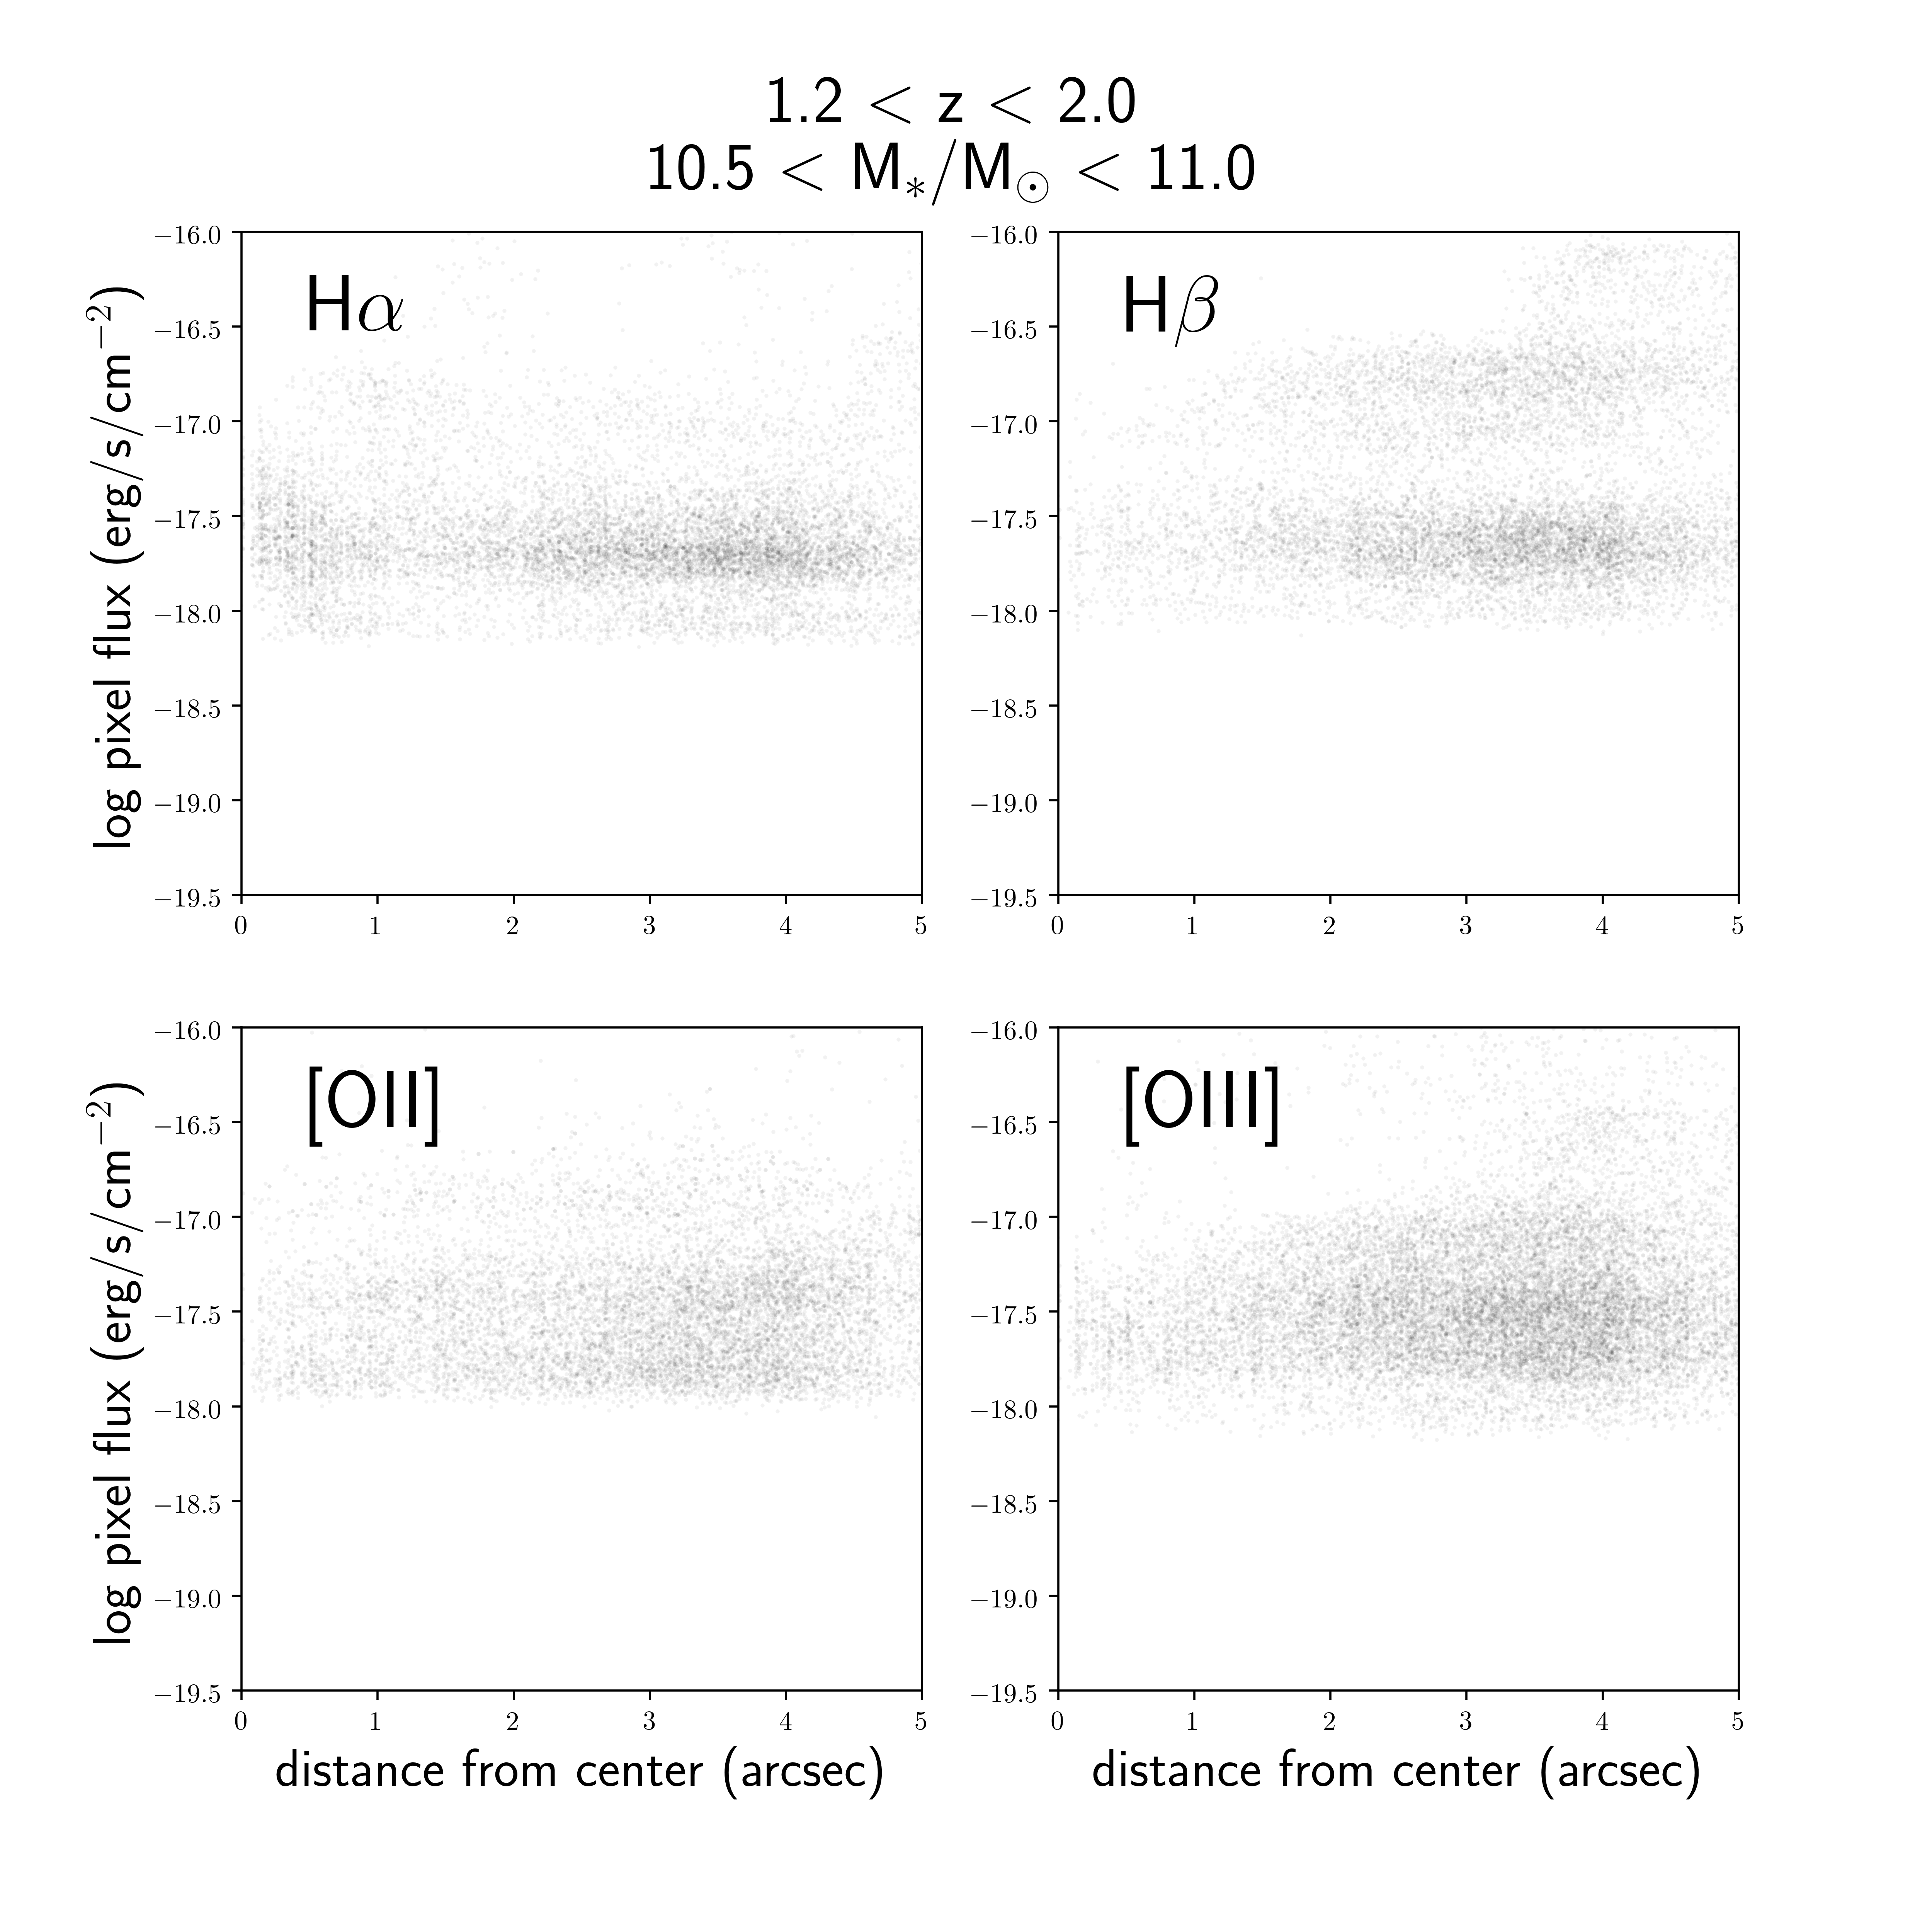 1.2 < z < 2.0
10.5 < M*/M⊙ < 11.0
log pixel flux (erg/s/cm−2)
−16.0
−16.5
−17.0
−17.5
−18.0
−18.5
−19.0
−19.5
Hα
0 1 2 3 4 5
−16.0
−16.5
−17.0
−17.5
−18.0
−18.5
−19.0
−19.5
Hβ
0 1 2 3 4 5
log pixel flux (erg/s/cm−2)
−16.0
−16.5
−17.0
−17.5
−18.0
−18.5
−19.0
−19.5
[OII]
0 1 2 3 4 5
distance from center (arcsec)
−16.0
−16.5
−17.0
−17.5
−18.0
−18.5
−19.0
−19.5
[OIII]
0 1 2 3 4 5
distance from center (arcsec)